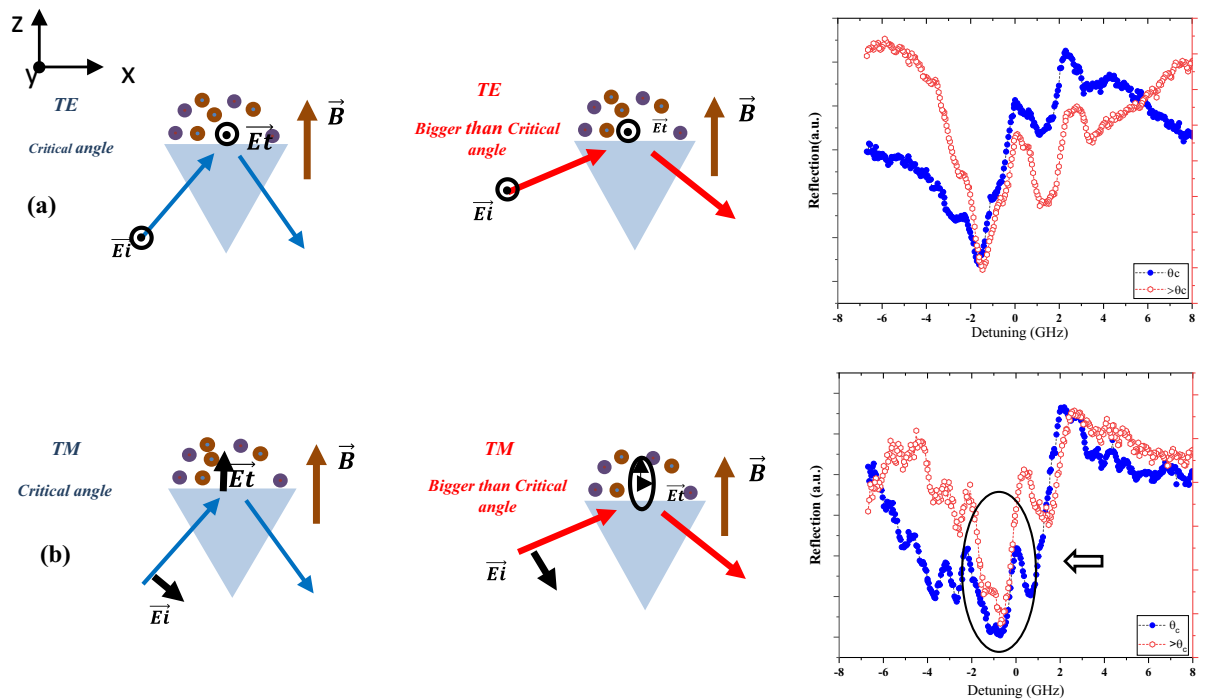 Z
y
X
TE
Critical angle
(a)
Ei
Et
B
TE
Bigger than Critical
angle
Ei
Et
B
Reflection(a.u.)
θc
>θc
-8 -6 -4 -2 0 2 4 6 8
Detuning (GHz)
TM
Critical angle
(b)
Ei
Et
B
TM
Bigger than Critical
angle
Ei
Et
B
Reflection (a.u.)
θc
>θc
-8 -6 -4 -2 0 2 4 6 8
Detuning (GHz)